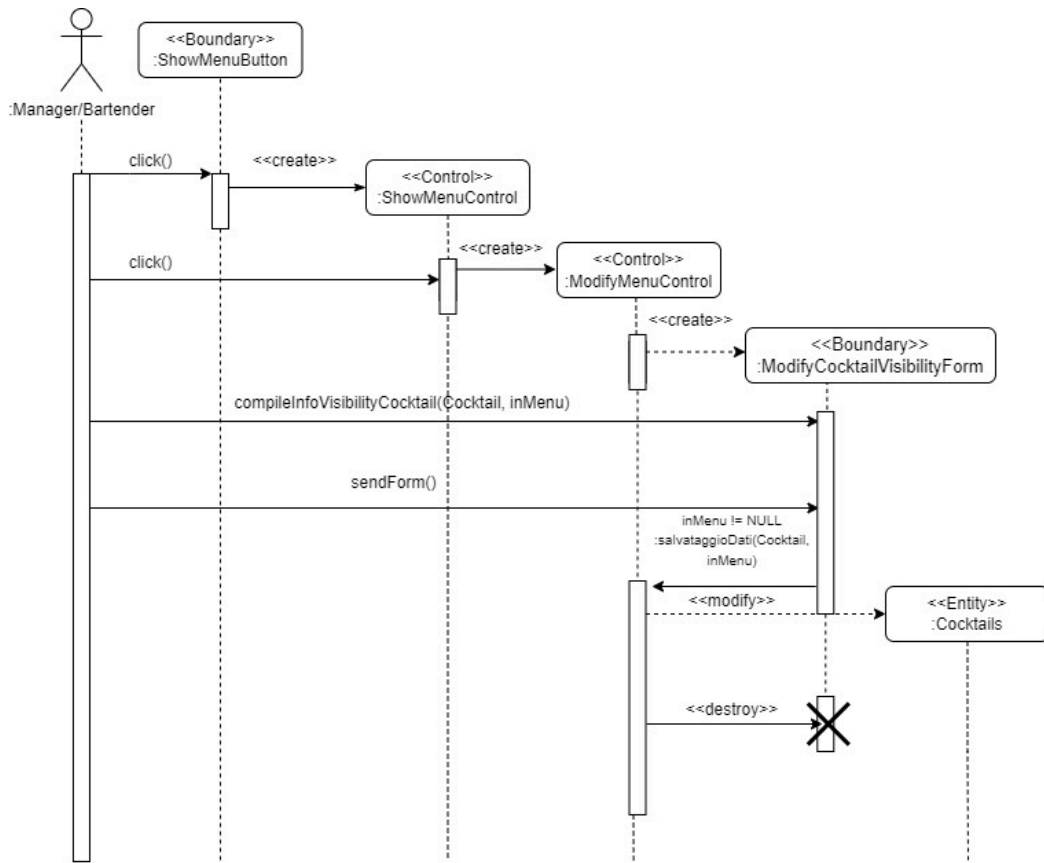 <<Boundary>>
:ShowMenuButton
:Manager/Bartender
click()
<<create>>
<<Control>>
:ShowMenuControl
click()
<<create>>
<<Control>>
:ModifyMenuControl
<<create>>
<<Boundary>>
:ModifyCocktailVisibilityForm
compileInfoVisibilityCocktail(Cocktail, inMenu)
sendForm()
inMenu != NULL
:salvataggioDati(Cocktail,
inMenu)
<<modify>>
<<Entity>>
:Cocktails
<<destroy>>